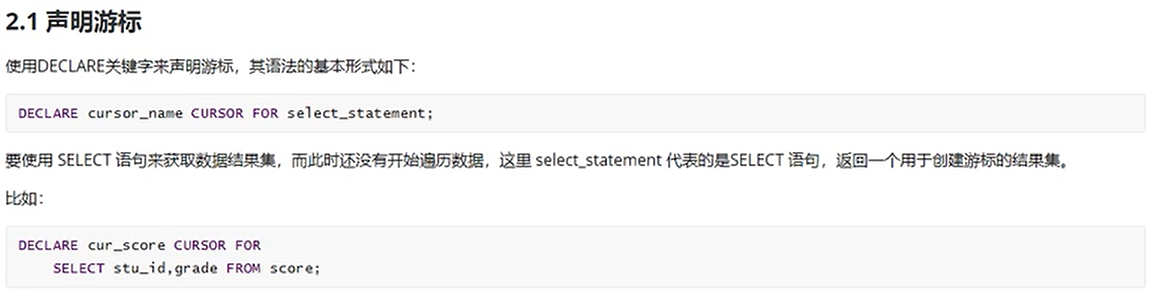 2.1 声明游标
使用DECLARE关键字来声明游标，其语法的基本形式如下：
DECLARE cursor_name CURSOR FOR select_statement;
要使用 SELECT 语句来获取数据结果集，而此时还没有开始遍历数据，这里 select_statement 代表的是SELECT 语句，返回一个用于创建游标的结果集。
比如：
DECLARE cur_score CURSOR FOR
    SELECT stu_id,grade FROM score;